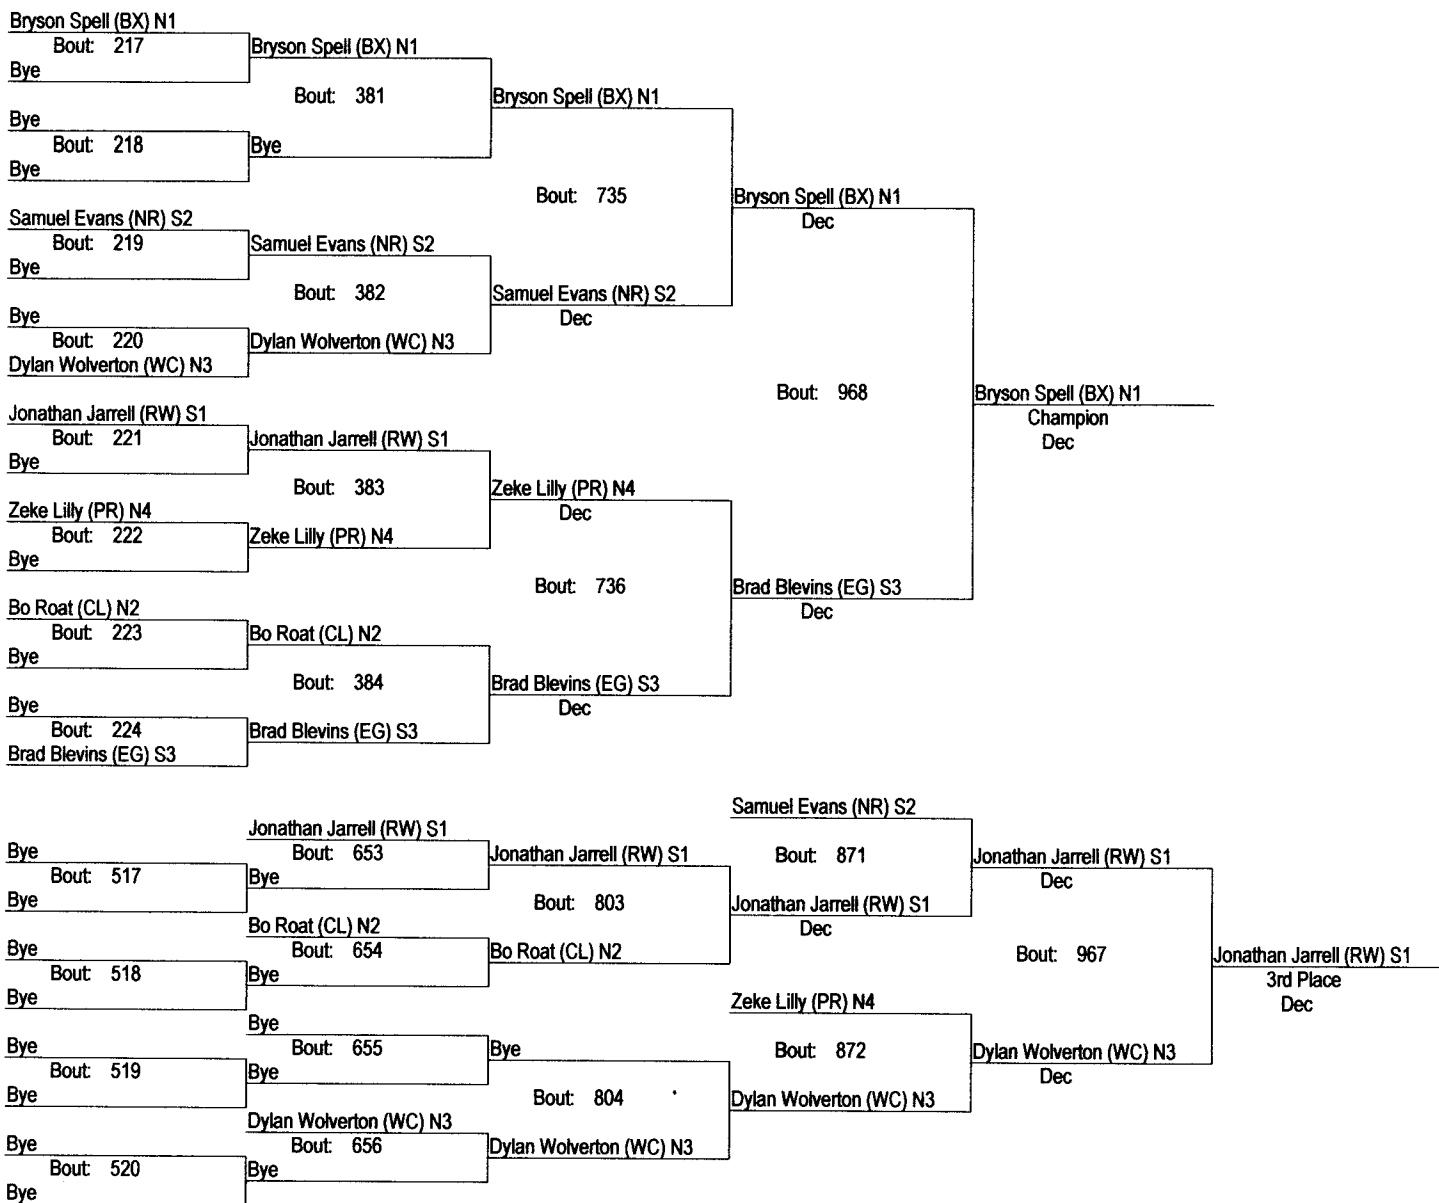 Bryson Spell (BX) N1
Bout: 217
Bye
Bryson Spell (BX) N1
Bout: 381
Bryson Spell (BX) N1
Bye
Bout: 218
Bye
Bye
Bout: 735
Bryson Spell (BX) N1
Dec
Samuel Evans (NR) S2
Bout: 219
Bye
Samuel Evans (NR) S2
Bout: 382
Samuel Evans (NR) S2
Dec
Bye
Bout: 220
Dylan Wolverton (WC) N3
Dylan Wolverton (WC) N3
Bout: 968
Bryson Spell (BX) N1
Champion
Dec
Jonathan Jarrell (RW) S1
Bout: 221
Bye
Jonathan Jarrell (RW) S1
Bout: 383
Zeke Lilly (PR) N4
Dec
Zeke Lilly (PR) N4
Bout: 222
Bye
Zeke Lilly (PR) N4
Bout: 736
Brad Blevins (EG) S3
Dec
Bo Roat (CL) N2
Bout: 223
Bye
Bo Roat (CL) N2
Bout: 384
Brad Blevins (EG) S3
Dec
Bye
Bout: 224
Brad Blevins (EG) S3
Brad Blevins (EG) S3
Samuel Evans (NR) S2
Jonathan Jarrell (RW) S1
Bye
Bout: 517
Bye
Bout: 653
Bye
Jonathan Jarrell (RW) S1
Bout: 871
Jonathan Jarrell (RW) S1
Dec
Bout: 803
Jonathan Jarrell (RW) S1
Dec
Bo Roat (CL) N2
Bye
Bout: 518
Bye
Bout: 654
Bye
Bo Roat (CL) N2
Bout: 967
Jonathan Jarrell (RW) S1
3rd Place
Dec
Zeke Lilly (PR) N4
Bye
Bye
Bout: 519
Bye
Bout: 655
Bye
Bye
Bout: 872
Dylan Wolverton (WC) N3
Dec
Bout: 804
Dylan Wolverton (WC) N3
Dylan Wolverton (WC) N3
Bye
Bout: 520
Bye
Bout: 656
Bye
Dylan Wolverton (WC) N3